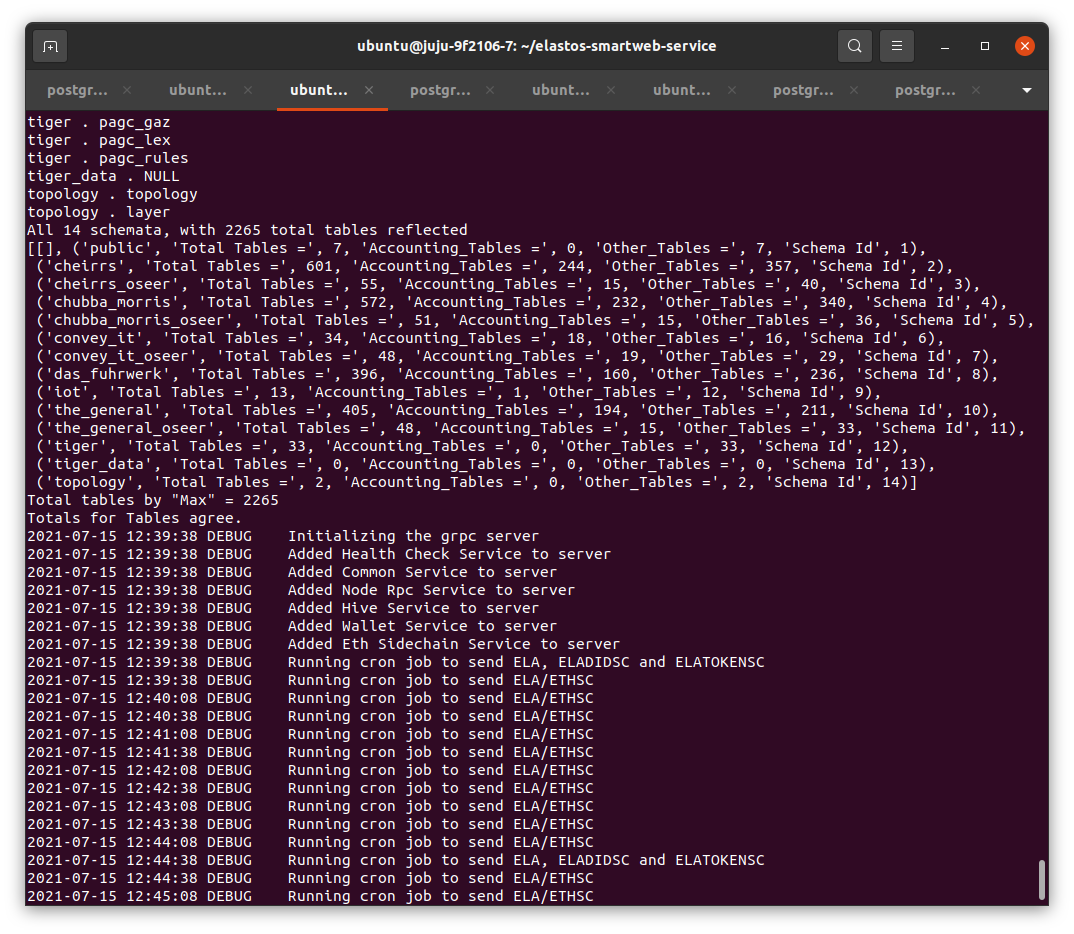 ubuntu@juju-9f2106-7: ~/elastos-smartweb-service
postgr... ubunt... ubunt... postgr... ubunt... ubunt... postgr... postgr...
tiger . pagc_gaz
tiger . pagc_lex
tiger . pagc_rules
tiger_data . NULL
topology . topology
topology . layer
All 14 schemata, with 2265 total tables reflected
[[], ('public', 'Total Tables =', 7, 'Accounting_Tables =', 0, 'Other_Tables =', 7, 'Schema Id', 1),
('cheirrs', 'Total Tables =', 601, 'Accounting_Tables =', 244, 'Other_Tables =', 357, 'Schema Id', 2),
('cheirrs_oseer', 'Total Tables =', 55, 'Accounting_Tables =', 15, 'Other_Tables =', 40, 'Schema Id', 3),
('chubba_morris', 'Total Tables =', 572, 'Accounting_Tables =', 232, 'Other_Tables =', 340, 'Schema Id', 4),
('chubba_morris_oseer', 'Total Tables =', 51, 'Accounting_Tables =', 15, 'Other_Tables =', 36, 'Schema Id', 5),
('convey_it', 'Total Tables =', 34, 'Accounting_Tables =', 18, 'Other_Tables =', 16, 'Schema Id', 6),
('convey_it_oseer', 'Total Tables =', 48, 'Accounting_Tables =', 19, 'Other_Tables =', 29, 'Schema Id', 7),
('das_fuhrwerk', 'Total Tables =', 396, 'Accounting_Tables =', 160, 'Other_Tables =', 236, 'Schema Id', 8),
('iot', 'Total Tables =', 13, 'Accounting_Tables =', 1, 'Other_Tables =', 12, 'Schema Id', 9),
('the_general', 'Total Tables =', 405, 'Accounting_Tables =', 194, 'Other_Tables =', 211, 'Schema Id', 10),
('the_general_oseer', 'Total Tables =', 48, 'Accounting_Tables =', 15, 'Other_Tables =', 33, 'Schema Id', 11),
('tiger', 'Total Tables =', 33, 'Accounting_Tables =', 0, 'Other_Tables =', 33, 'Schema Id', 12),
('tiger_data', 'Total Tables =', 0, 'Accounting_Tables =', 0, 'Other_Tables =', 0, 'Schema Id', 13),
('topology', 'Total Tables =', 2, 'Accounting_Tables =', 0, 'Other_Tables =', 2, 'Schema Id', 14)]
Total tables by "Max" = 2265
Totals for Tables agree.
2021-07-15 12:39:38 DEBUG Initializing the grpc server
2021-07-15 12:39:38 DEBUG Added Health Check Service to server
2021-07-15 12:39:38 DEBUG Added Common Service to server
2021-07-15 12:39:38 DEBUG Added Node Rpc Service to server
2021-07-15 12:39:38 DEBUG Added Hive Service to server
2021-07-15 12:39:38 DEBUG Added Wallet Service to server
2021-07-15 12:39:38 DEBUG Added Eth Sidechain Service to server
2021-07-15 12:39:38 DEBUG Running cron job to send ELA, ELADIDSC and ELATOKENSC
2021-07-15 12:39:38 DEBUG Running cron job to send ELA/ETHSC
2021-07-15 12:40:08 DEBUG Running cron job to send ELA/ETHSC
2021-07-15 12:40:38 DEBUG Running cron job to send ELA/ETHSC
2021-07-15 12:41:08 DEBUG Running cron job to send ELA/ETHSC
2021-07-15 12:41:38 DEBUG Running cron job to send ELA/ETHSC
2021-07-15 12:42:08 DEBUG Running cron job to send ELA/ETHSC
2021-07-15 12:42:38 DEBUG Running cron job to send ELA/ETHSC
2021-07-15 12:43:08 DEBUG Running cron job to send ELA/ETHSC
2021-07-15 12:43:38 DEBUG Running cron job to send ELA/ETHSC
2021-07-15 12:44:08 DEBUG Running cron job to send ELA/ETHSC
2021-07-15 12:44:38 DEBUG Running cron job to send ELA, ELADIDSC and ELATOKENSC
2021-07-15 12:44:38 DEBUG Running cron job to send ELA/ETHSC
2021-07-15 12:45:08 DEBUG Running cron job to send ELA/ETHSC